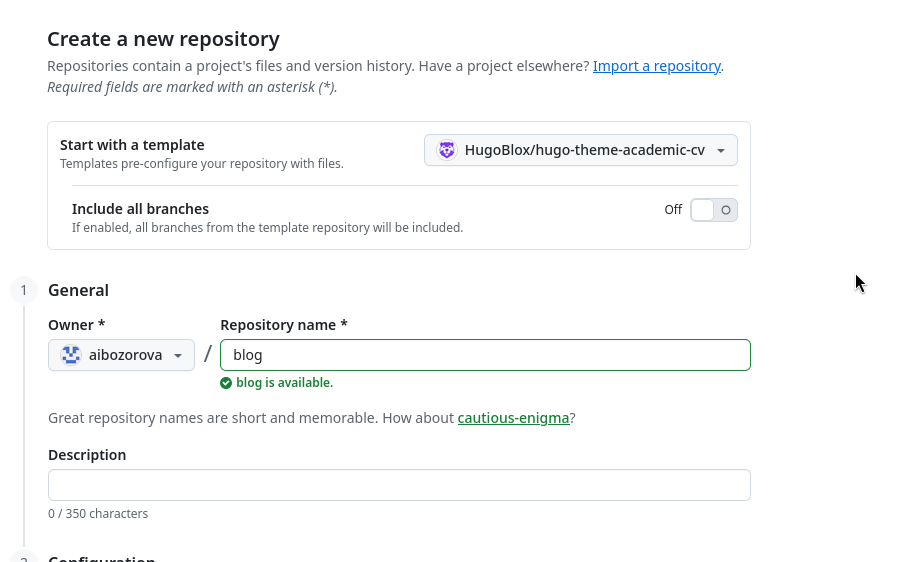 Create a new repository
Repositories contain a project's files and version history. Have a project elsewhere? Import a repository.
Required fields are marked with an asterisk (*).
Start with a template
Templates pre-configure your repository with files.
HugoBlox/hugo-theme-academic-cv
Include all branches
If enabled, all branches from the template repository will be included.
Off
1
General
Owner *
Repository name *
aibozorova
/
blog
blog is available.
Great repository names are short and memorable. How about cautious-enigma?
Description
0 / 350 characters
2
Configuration